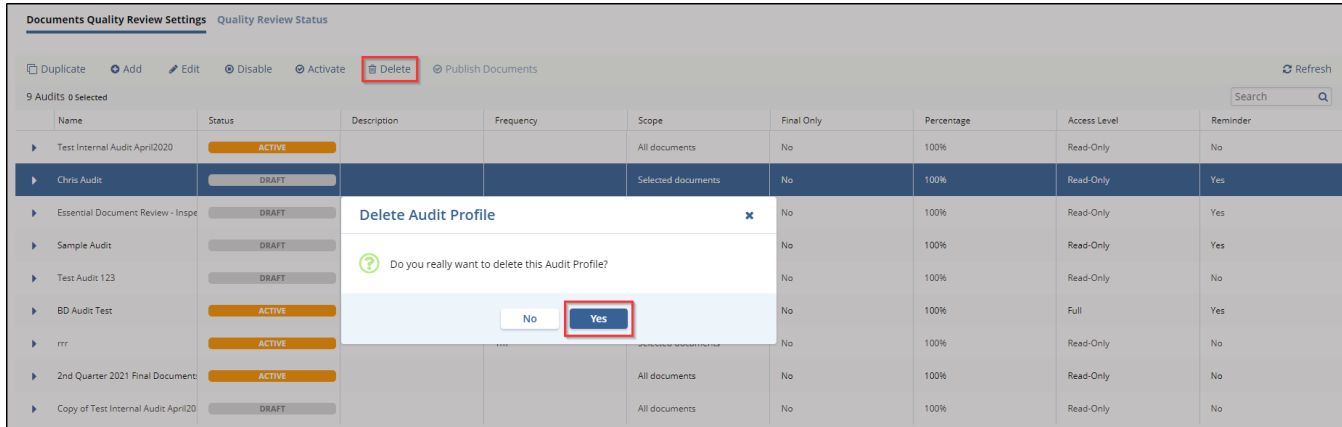 Documents Quality Review Settings Quality Review Status
Duplicate Add Edit Disable Activate Delete Publish Documents Refresh
9 Audits 0 Selected Search
Name Status Description Frequency Scope Final Only Percentage Access Level Reminder
Test Internal Audit April2020 ACTIVE All documents No 100% Read-Only No
Chris Audit DRAFT Selected documents No 100% Read-Only Yes
Essential Document Review - Inspe DRAFT No 100% Read-Only Yes
Delete Audit Profile
Sample Audit DRAFT No 100% Read-Only Yes
Do you really want to delete this Audit Profile?
Test Audit 123 DRAFT No 100% Read-Only No
BD Audit Test ACTIVE No 100% Full Yes
No Yes
rrr ACTIVE Selected documents No 100% Read-Only No
2nd Quarter 2021 Final Document ACTIVE All documents No 100% Read-Only No
Copy of Test Internal Audit April20 DRAFT All documents No 100% Read-Only No